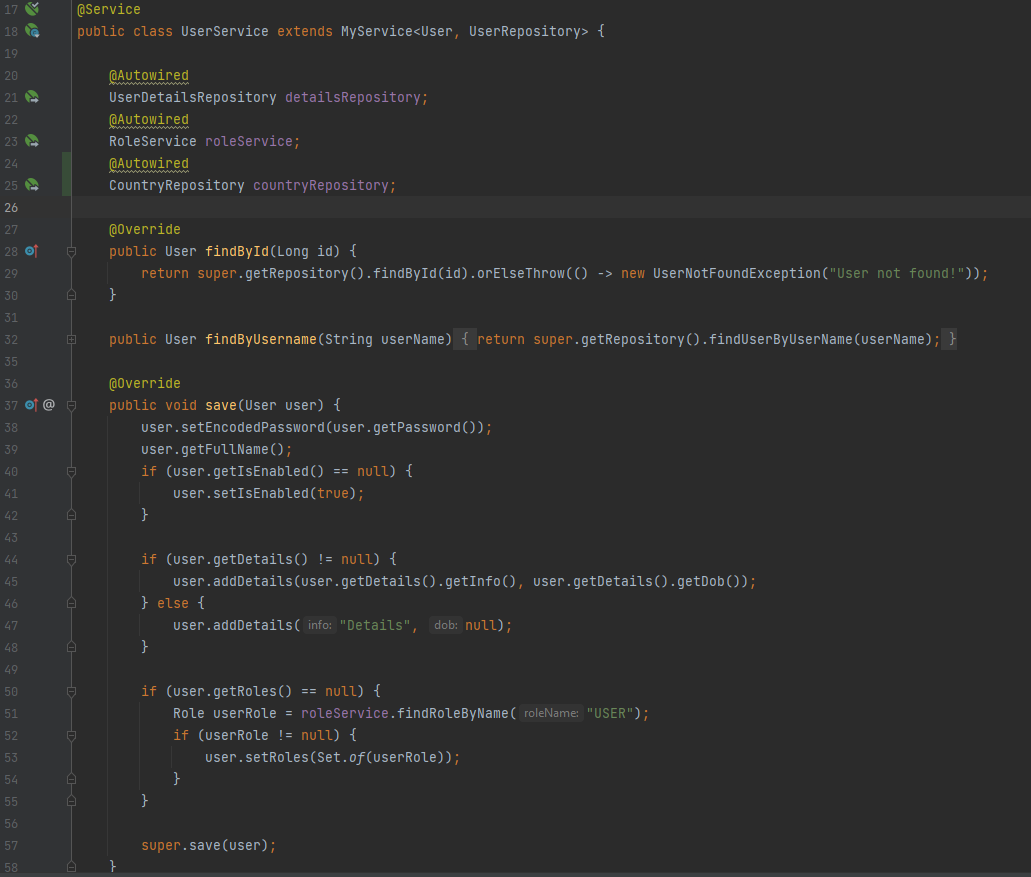 17 @Service
18 public class UserService extends MyService<User, UserRepository> {
19
20     @Autowired
21     UserDetailsRepository detailsRepository;
22     @Autowired
23     RoleService roleService;
24     @Autowired
25     CountryRepository countryRepository;
26
27     @Override
28     public User findById(Long id) {
29         return super.getRepository().findById(id).orElseThrow(() -> new UserNotFoundException("User not found!"));
30     }
31
32     public User findByUsername(String userName) { return super.getRepository().findUserByUserName(userName); }
35
36     @Override
37 @   public void save(User user) {
38         user.setEncodedPassword(user.getPassword());
39         user.getFullName();
40         if (user.getIsEnabled() == null) {
41             user.setIsEnabled(true);
42         }
43
44         if (user.getDetails() != null) {
45             user.addDetails(user.getDetails().getInfo(), user.getDetails().getDob());
46         } else {
47             user.addDetails( info: "Details", dob: null);
48         }
49
50         if (user.getRoles() == null) {
51             Role userRole = roleService.findRoleByName( roleName: "USER");
52             if (userRole != null) {
53                 user.setRoles(Set.of(userRole));
54             }
55         }
56
57         super.save(user);
58     }